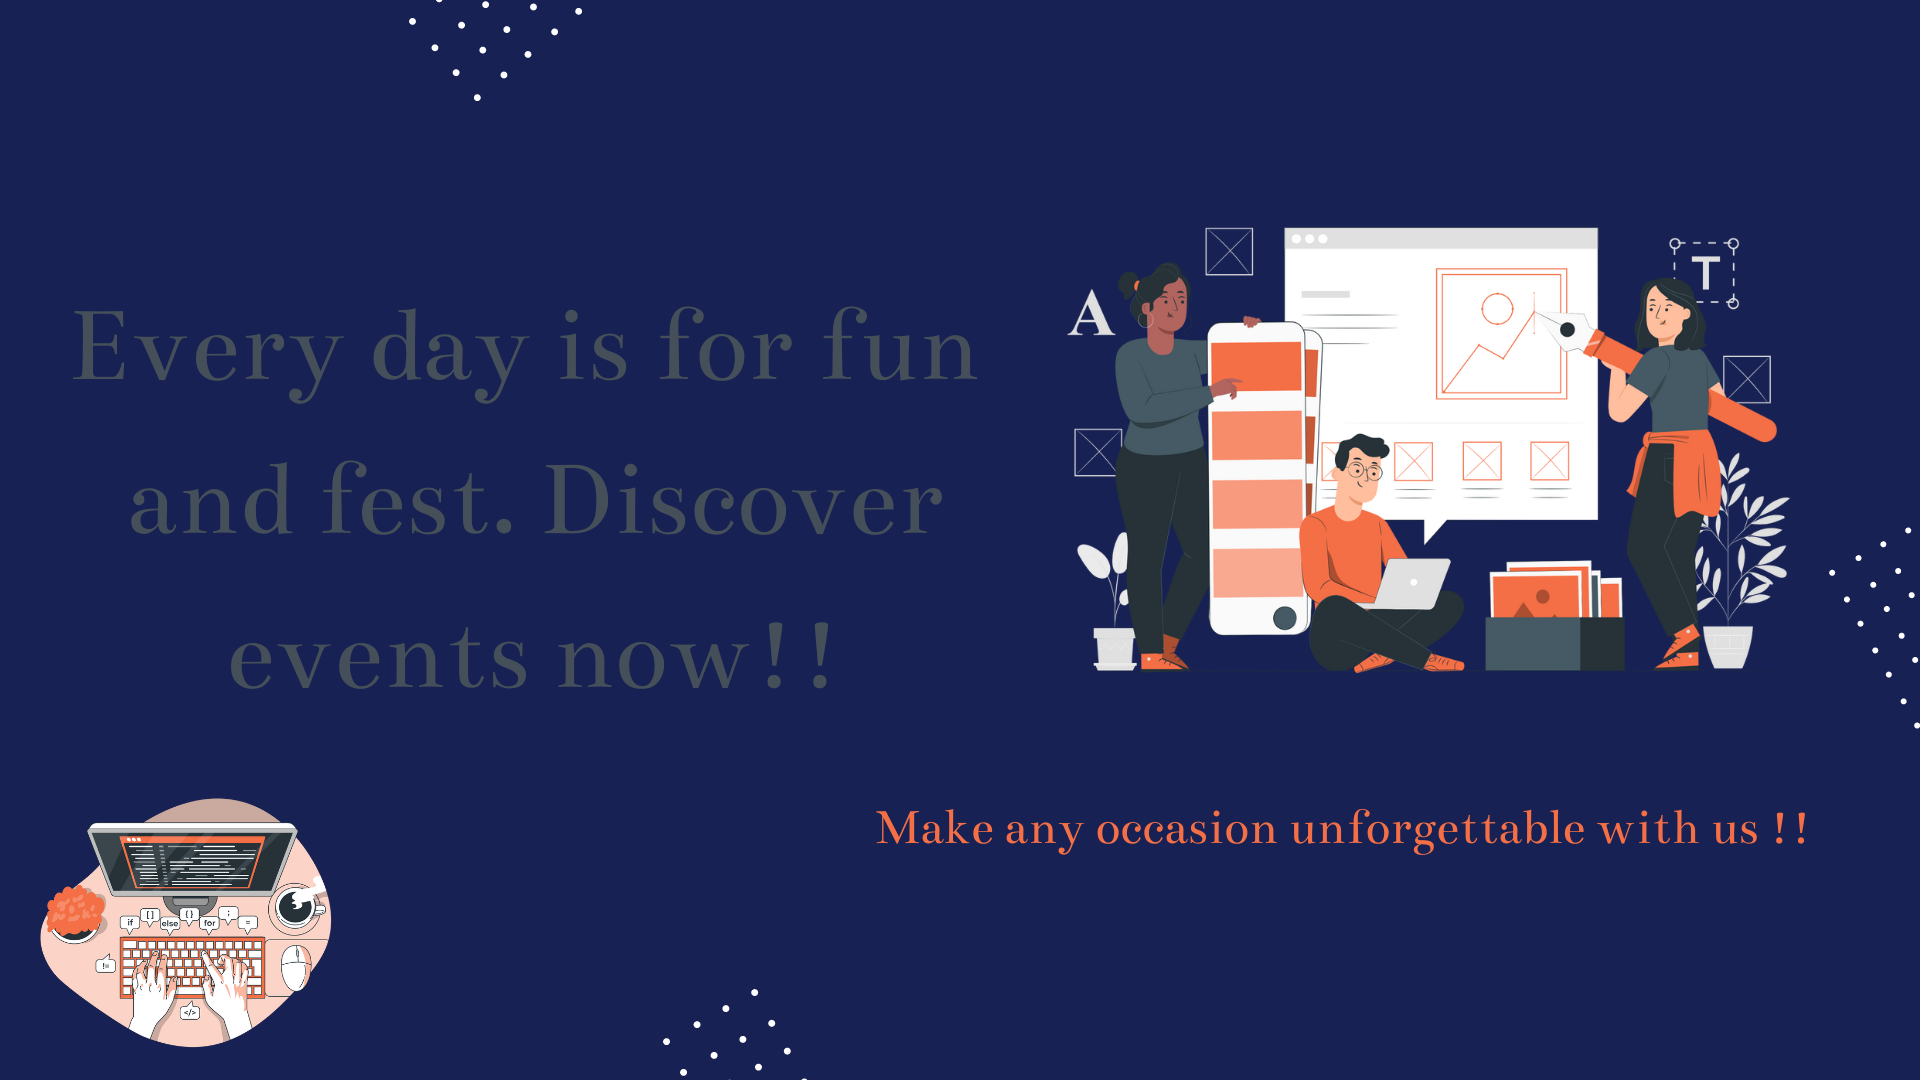 Every day is for fun
and fest. Discover
events now!!
A
T
Make any occasion unforgettable with us !!
if
[ ]
else
{ }
for
;
=
!=
</>